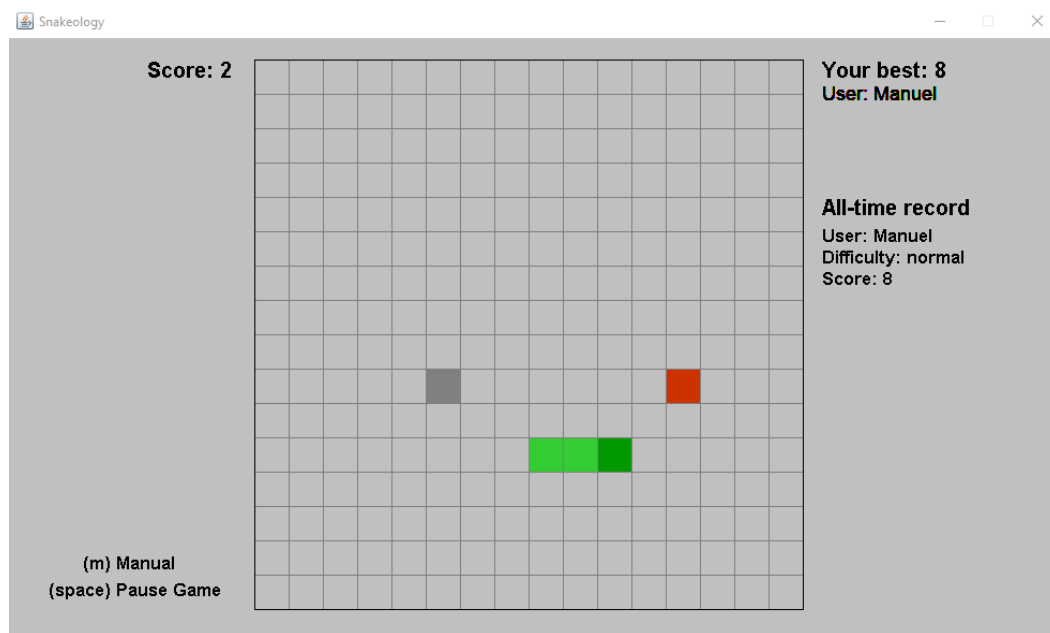 Snakeology
Score: 2
Your best: 8
User: Manuel
All-time record
User: Manuel
Difficulty: normal
Score: 8
(m) Manual
(space) Pause Game